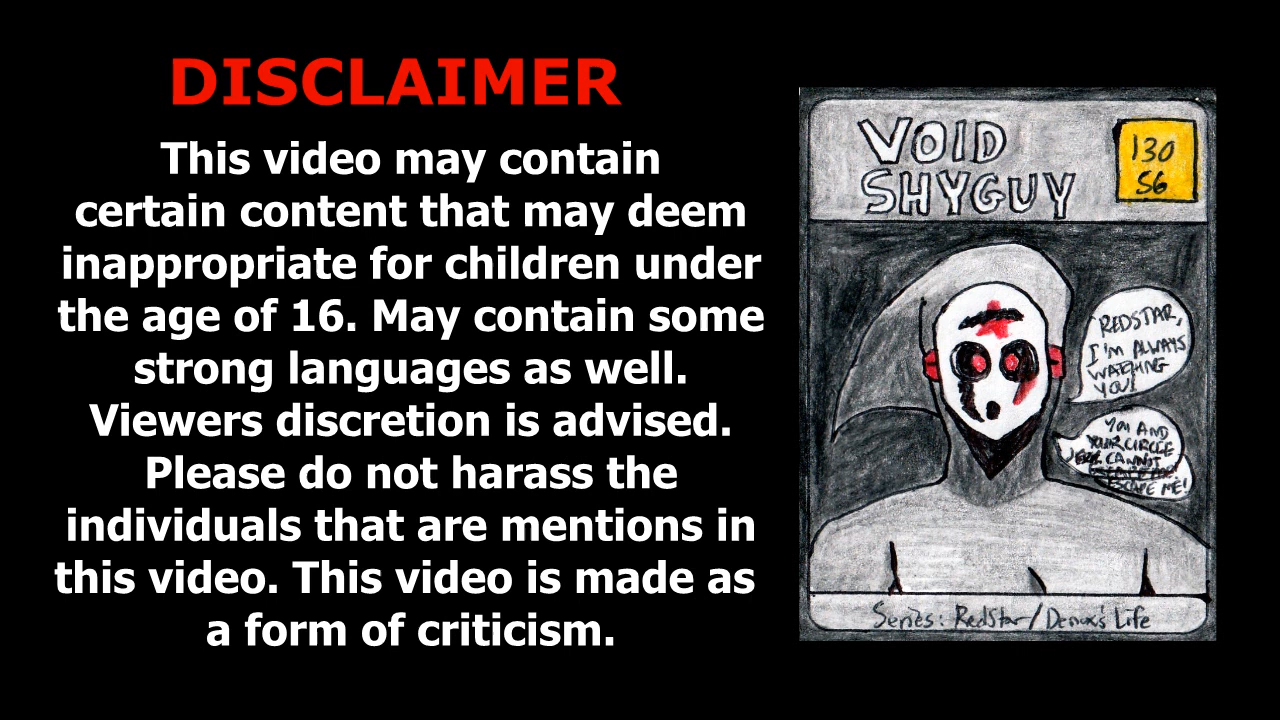 DISCLAIMER
This video may contain
certain content that may deem
inappropriate for children under
the age of 16. May contain some
strong languages as well.
Viewers discretion is advised.
Please do not harass the
individuals that are mentions in
this video. This video is made as
a form of criticism.
VOID
SHYGUY
130
56
REDSTAR,
I'M ALWAYS
WATCHING
YOU!
YOU AND
YOUR CIRCLE
CANNOT
ESCAPE ME!
Series: RedStar/Denox's Life